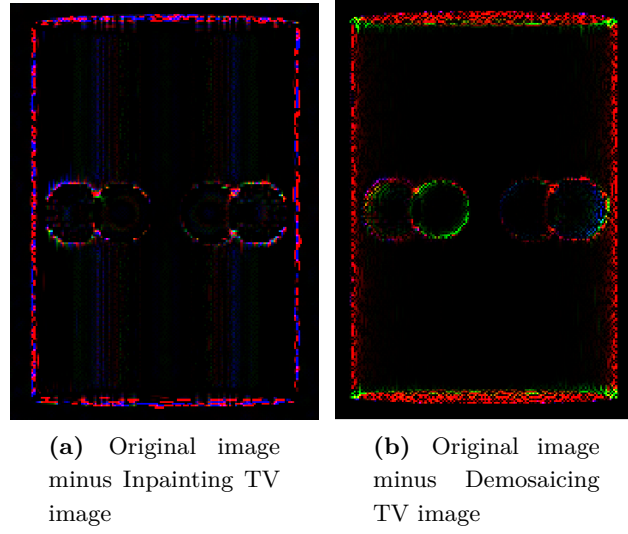 (a) Original image
minus Inpainting TV
image
(b) Original image
minus Demosaicing
TV image